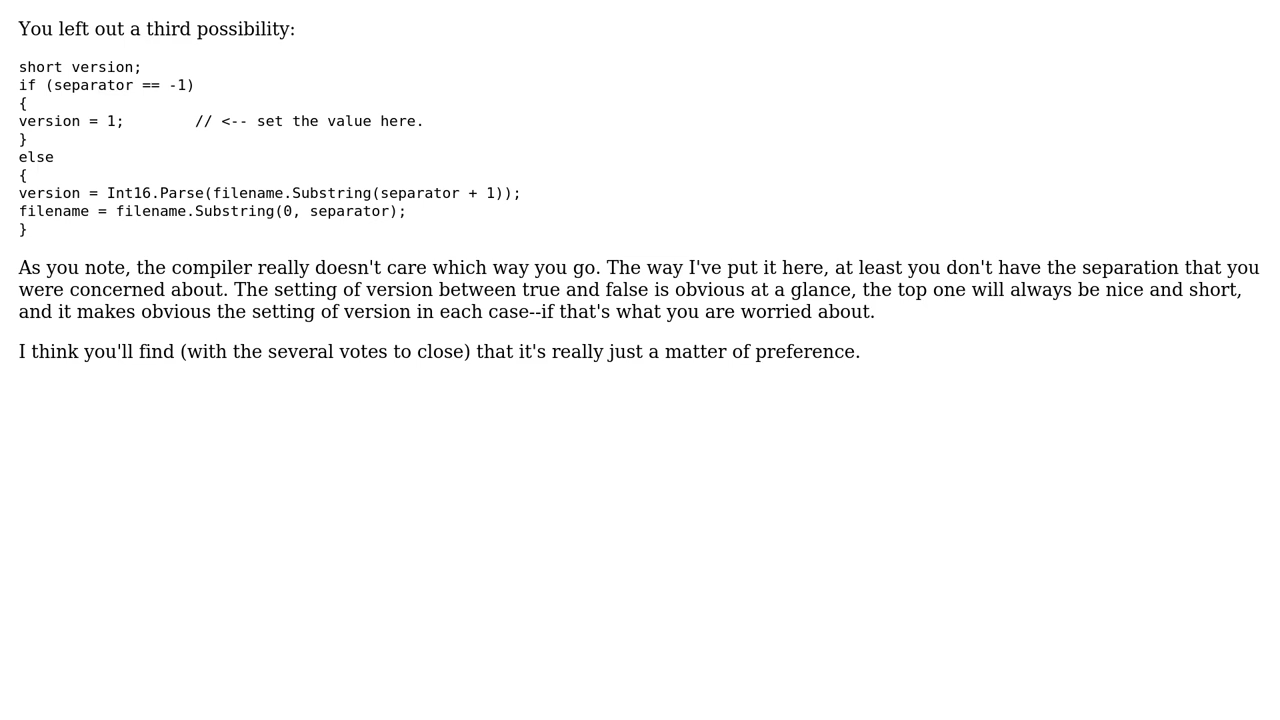 You left out a third possibility:
short version;
if (separator == -1)
{
version = 1;        // <-- set the value here.
}
else
{
version = Int16.Parse(filename.Substring(separator + 1));
filename = filename.Substring(0, separator);
}
As you note, the compiler really doesn't care which way you go. The way I've put it here, at least you don't have the separation that you
were concerned about. The setting of version between true and false is obvious at a glance, the top one will always be nice and short,
and it makes obvious the setting of version in each case--if that's what you are worried about.
I think you'll find (with the several votes to close) that it's really just a matter of preference.